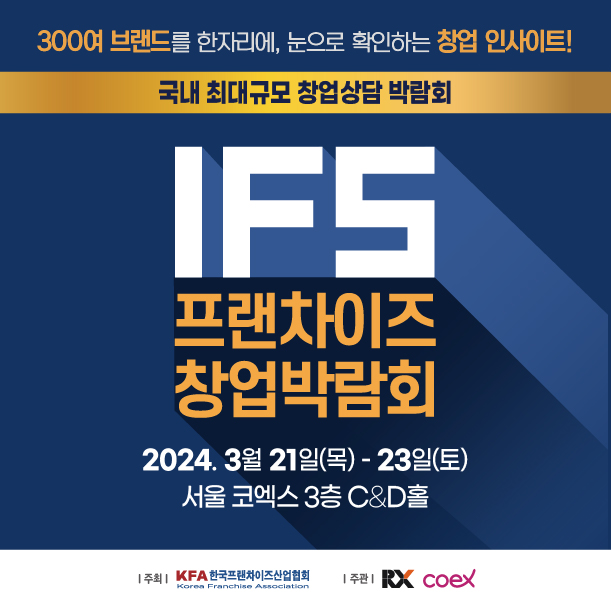 300여 브랜드를 한자리에, 눈으로 확인하는 창업 인사이트!
국내 최대규모 창업상담 박람회
IFS
프랜차이즈
창업박람회
2024. 3월 21일(목) - 23일(토)
서울 코엑스 3층 C&D홀
| 주최 | KFA 한국프랜차이즈산업협회
Korea Franchise Association
| 주관 | RX coex